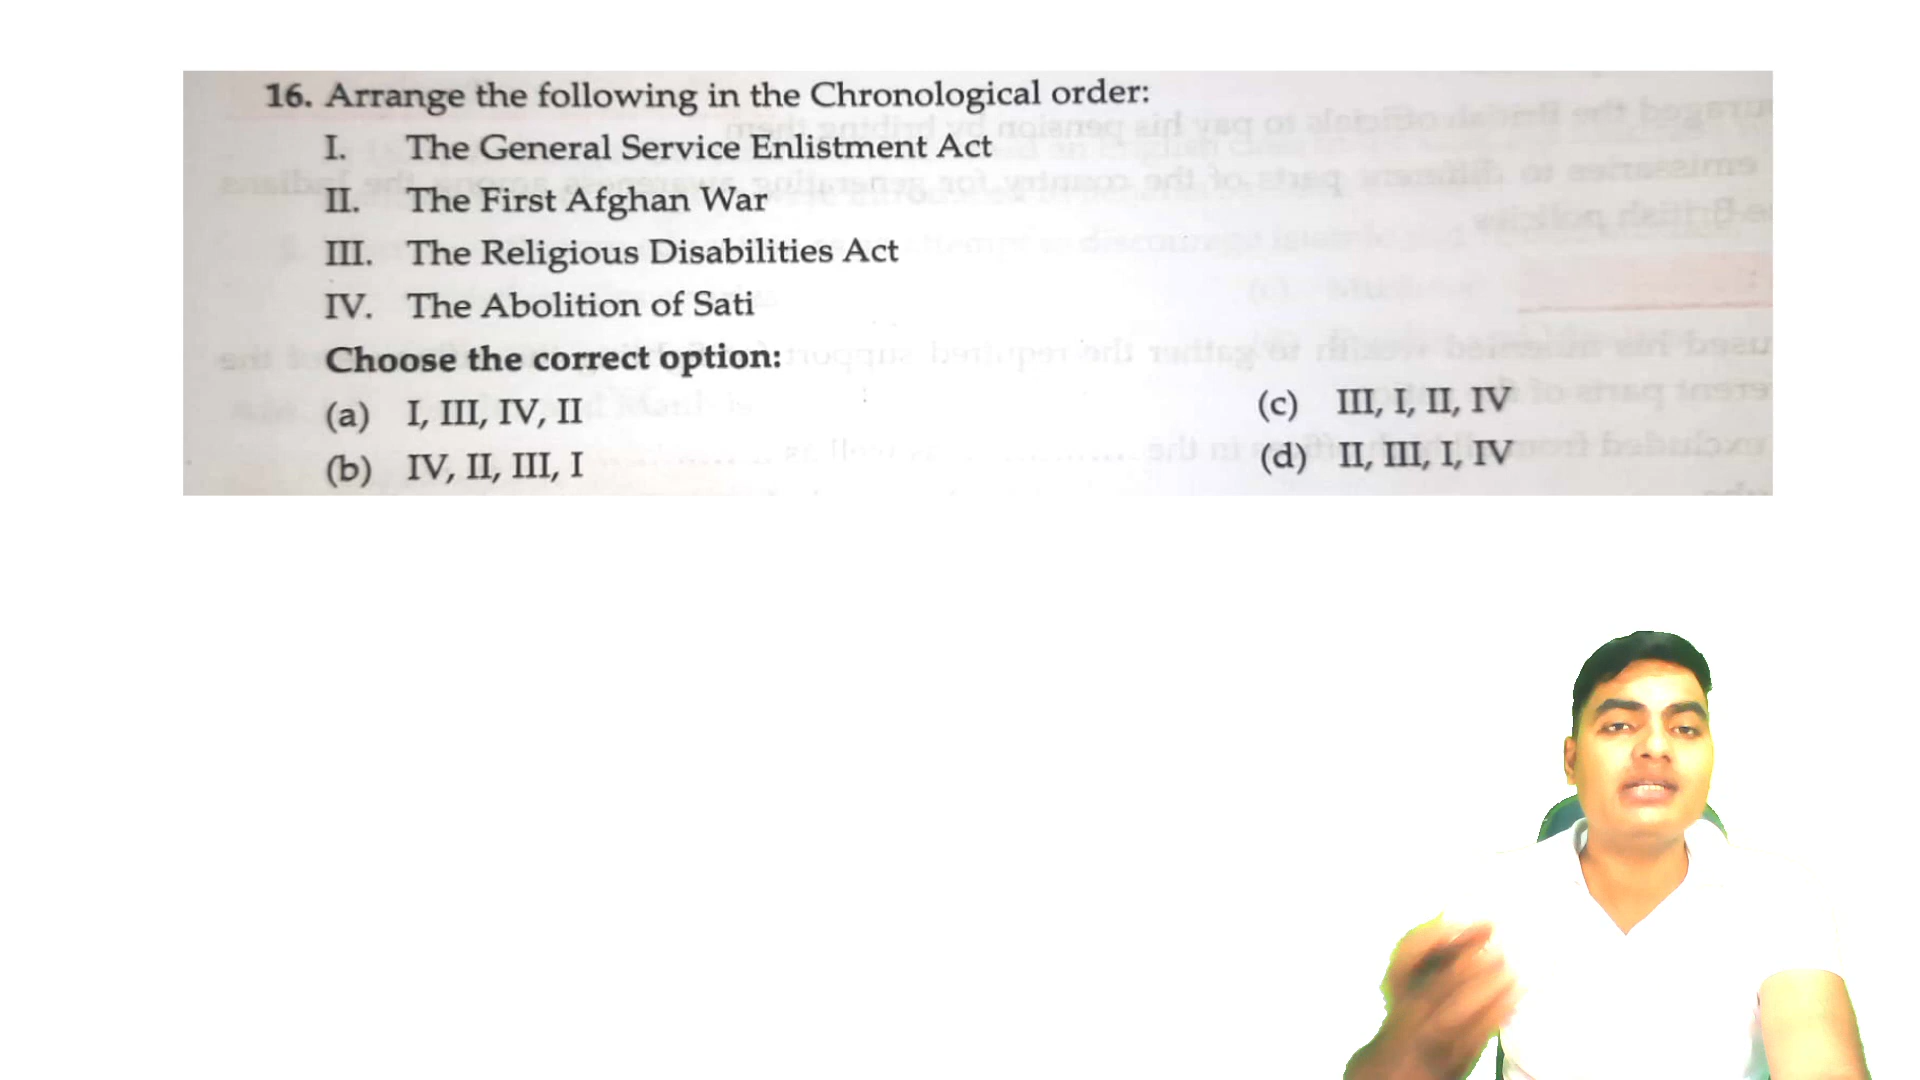 16. Arrange the following in the Chronological order:
I. The General Service Enlistment Act
II. The First Afghan War
III. The Religious Disabilities Act
IV. The Abolition of Sati
Choose the correct option:
(a) I, III, IV, II
(c) III, I, II, IV
(b) IV, II, III, I
(d) II, III, I, IV